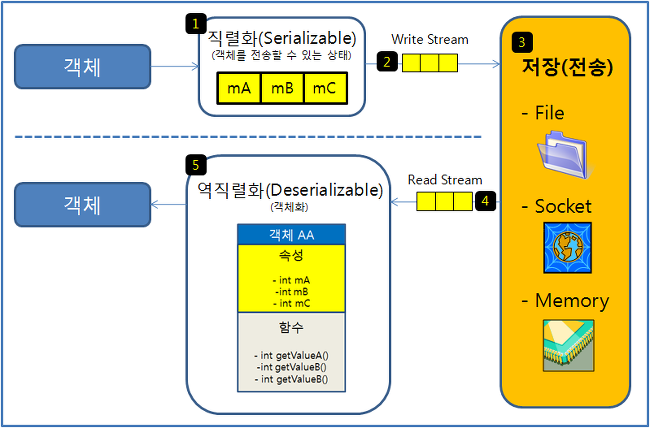 1
직렬화(Serializable)
(객체를 전송할 수 있는 상태)
객체
mA mB mC
Write Stream
2
3
저장(전송)
- File
- Socket
- Memory
4
Read Stream
5
역직렬화(Deserializable)
(객체화)
객체 AA
속성
- int mA
-int mB
- int mC
함수
- int getValueA()
-int getValueB()
- int getValueB()
객체